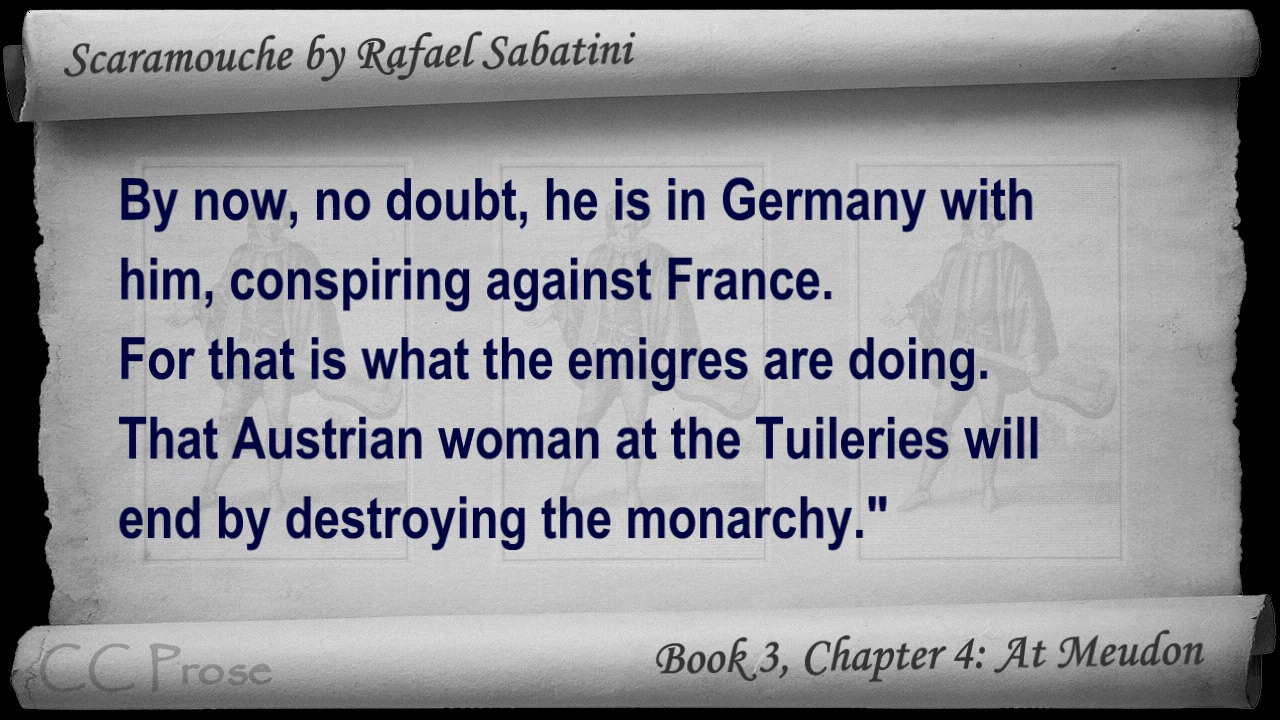 Scaramouche by Rafael Sabatini
By now, no doubt, he is in Germany with
him, conspiring against France.
For that is what the emigres are doing.
That Austrian woman at the Tuileries will
end by destroying the monarchy."
CC Prose
Book 3, Chapter 4: At Meudon